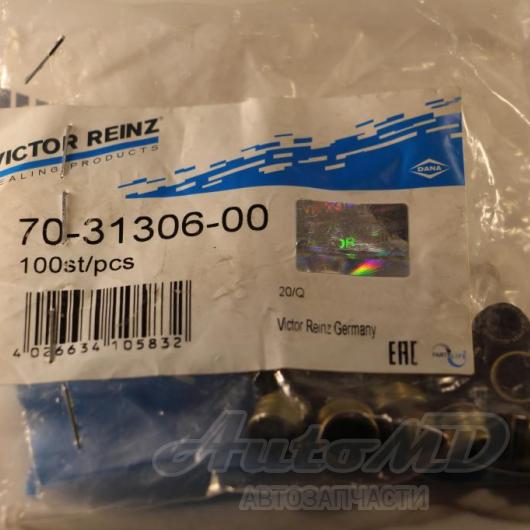 VICTOR REINZ®
SEALING PRODUCTS
DANA
70-31306-00
100st/pcs
OR
20/Q
Victor Reinz Germany
4 026634 105832
EAC
AutoMD
АВТОЗАПЧАСТИ